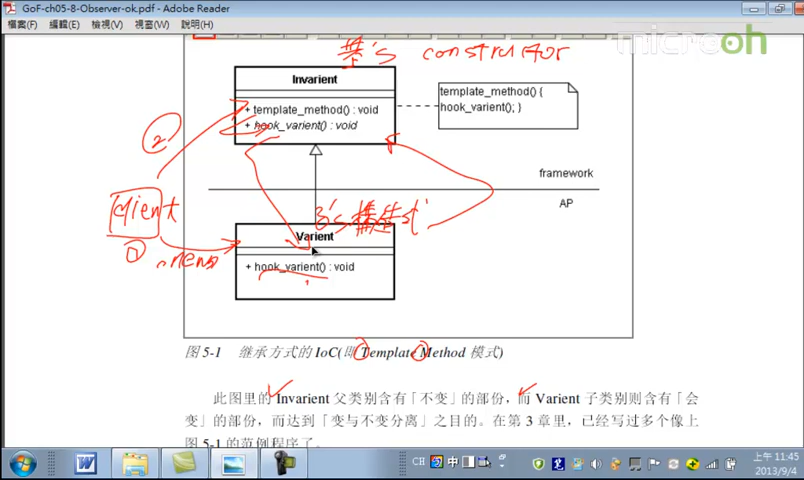 GoF-ch05-8-Observer-ok.pdf - Adobe Reader
檔案(F) 編輯(E) 檢視(V) 視窗(W) 說明(H)
microoh
基's constructor
Invarient
+ template_method() : void
+ hook_varient() : void
template_method() {
hook_varient(); }
②
framework
AP
client
①
子's 構造式
Varient
+ hook_varient() : void
图 5-1 继承方式的 IoC(即 Template Method 模式)
此图里的 Invarient 父类别含有「不变」的部份，而 Varient 子类别则含有「会
变」的部份，而达到「变与不变分离」之目的。在第 3 章里，已经写过多个像上
图 5-1 的范例程序了。
CH 中
上午 11:45
2013/9/4